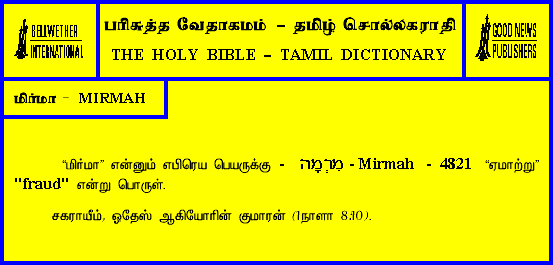 BELLWETHER
INTERNATIONAL
பரிசுத்த வேதாகமம் – தமிழ் சொல்லகராதி
THE HOLY BIBLE – TAMIL DICTIONARY
GOOD NEWS
PUBLISHERS
மிர்மா – MIRMAH
“மிர்மா” என்னும் எபிரெய பெயருக்கு - מִרְמָה - Mirmah - 4821 “ஏமாற்று”
"fraud" என்று பொருள்.
சகராயீம், ஓதேஸ் ஆகியோரின் குமாரன் (1நாளா 8:10).